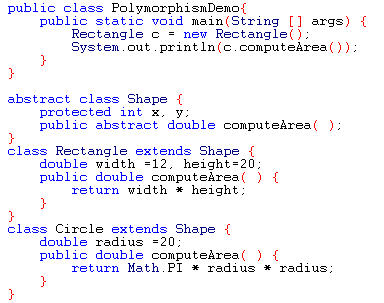 public class PolymorphismDemo{
public static void main(String [] args) {
Rectangle c = new Rectangle();
System.out.println(c.computeArea());
}
}
abstract class Shape {
protected int x, y;
public abstract double computeArea( );
}
class Rectangle extends Shape {
double width =12, height=20;
public double computeArea( ) {
return width * height;
}
}
class Circle extends Shape {
double radius =20;
public double computeArea( ) {
return Math.PI * radius * radius;
}
}